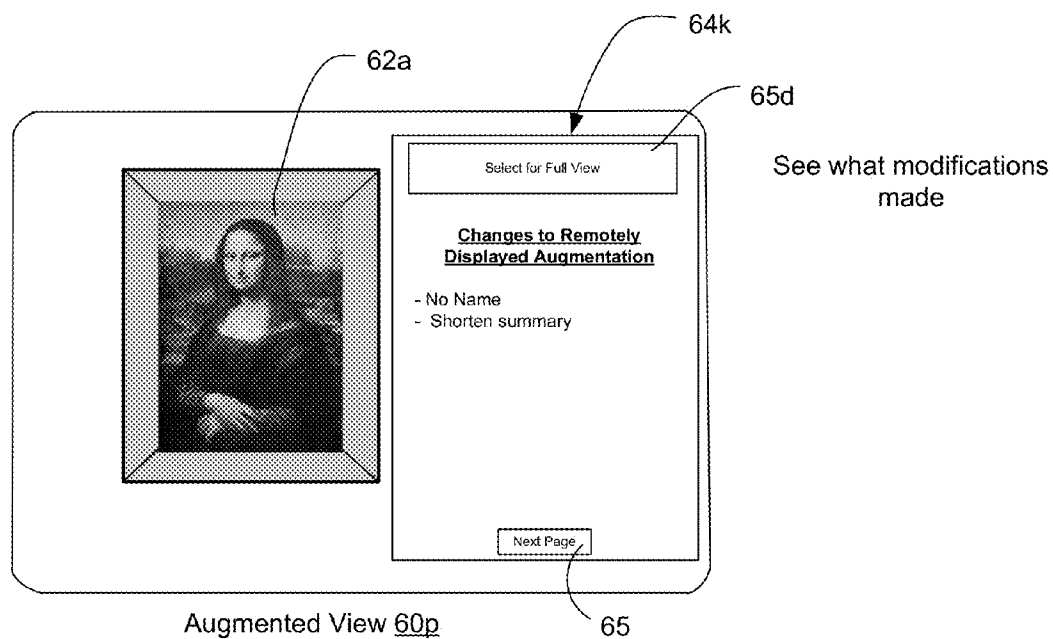 64k
62a
65d
Select for Full View
See what modifications
made
Changes to Remotely
Displayed Augmentation
- No Name
- Shorten summary
Next Page
65
Augmented View 60p